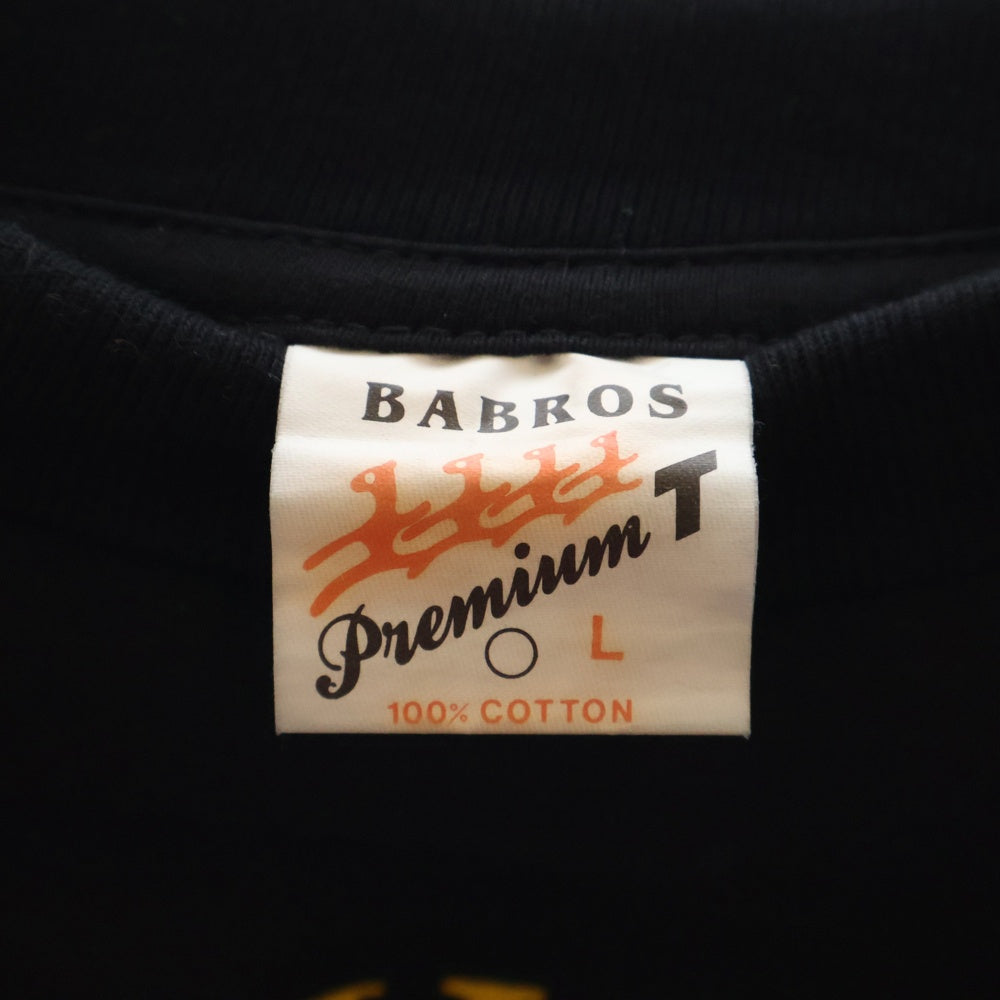 BABROS
Premium T
L
100% COTTON